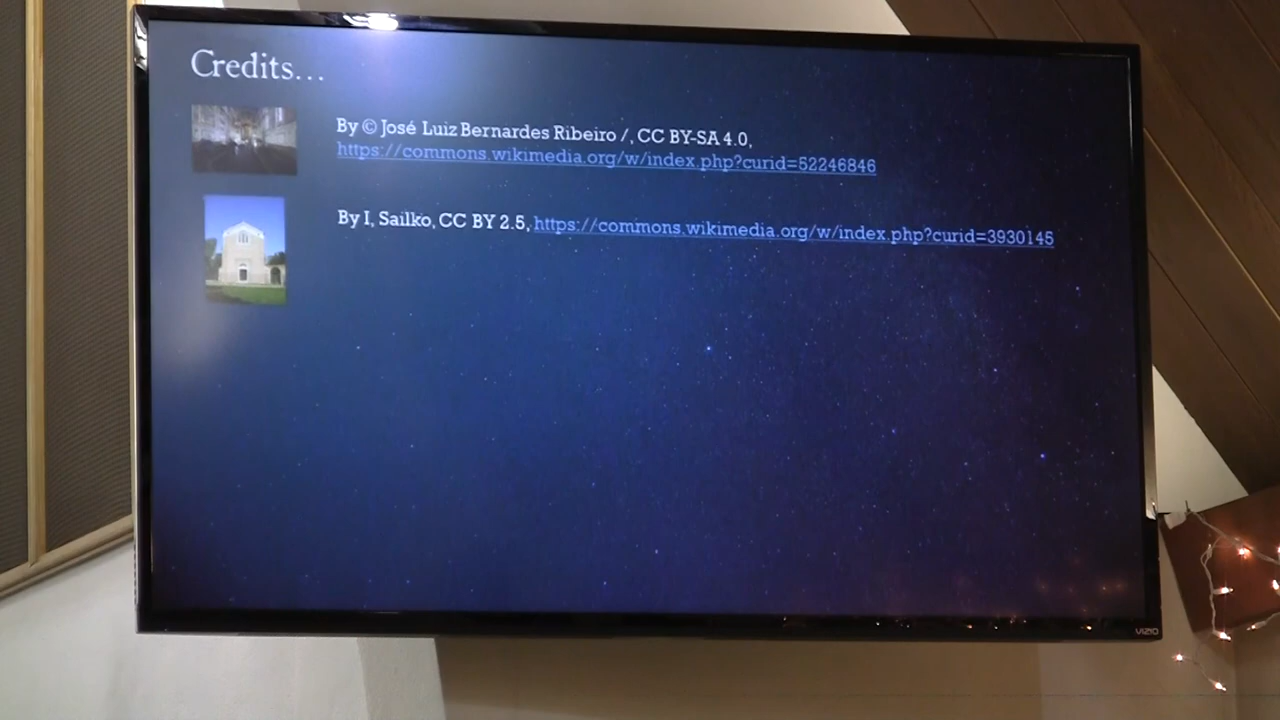 Credits...
By © José Luiz Bernardes Ribeiro /, CC BY-SA 4.0,
https://commons.wikimedia.org/w/index.php?curid=52246846
By I, Sailko, CC BY 2.5, https://commons.wikimedia.org/w/index.php?curid=3930145
VIZIO